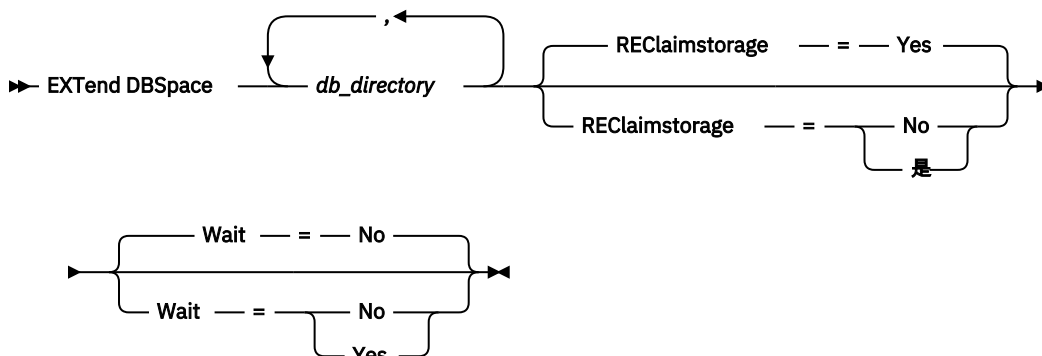 ,
REClaimstorage = Yes
EXTend DBSpace db_directory
REClaimstorage = No
是
Wait = No
Wait = No
Yes